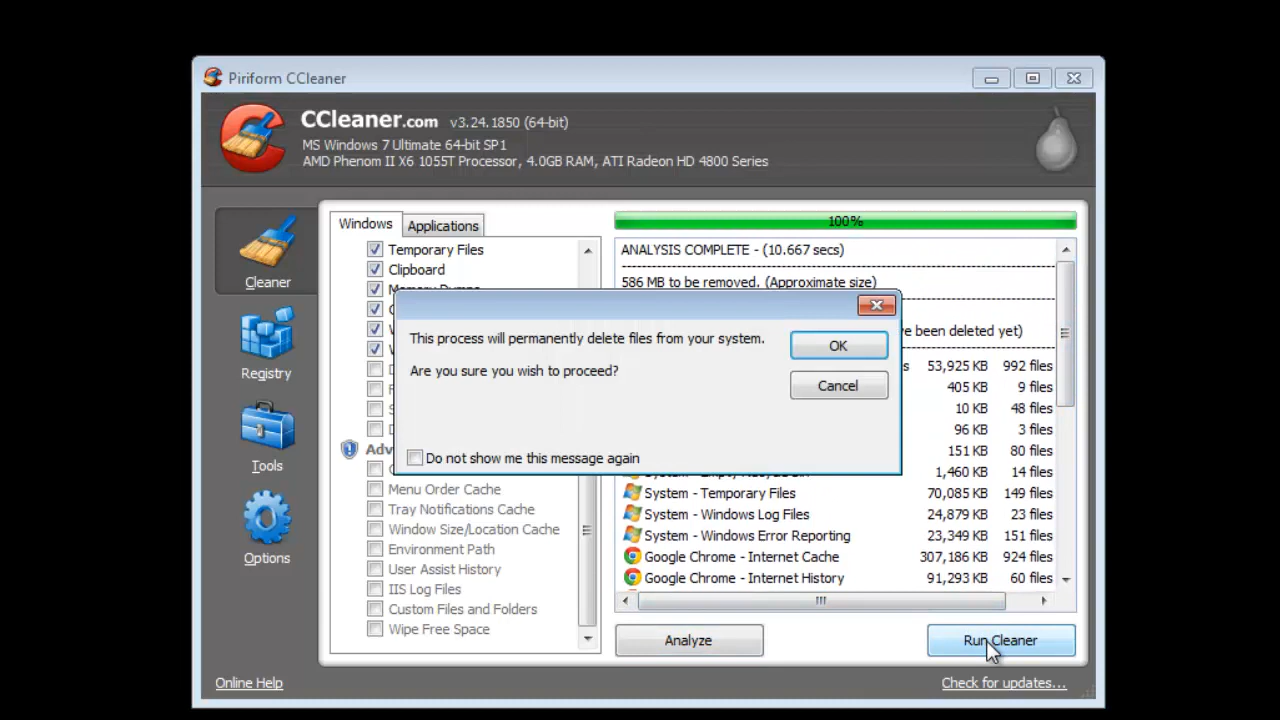 Piriform CCleaner
CCleaner.com v3.24.1850 (64-bit)
MS Windows 7 Ultimate 64-bit SP1
AMD Phenom II X6 1055T Processor, 4.0GB RAM, ATI Radeon HD 4800 Series
Cleaner
Registry
Tools
Options
Online Help
Windows
Applications
Temporary Files
Clipboard
Menu Order Cache
Tray Notifications Cache
Window Size/Location Cache
Environment Path
User Assist History
IIS Log Files
Custom Files and Folders
Wipe Free Space
100%
ANALYSIS COMPLETE - (10.667 secs)
586 MB to be removed. (Approximate size)
been deleted yet)
53,925 KB 992 files
405 KB 9 files
10 KB 48 files
96 KB 3 files
151 KB 80 files
1,460 KB 14 files
System - Temporary Files 70,085 KB 149 files
System - Windows Log Files 24,879 KB 23 files
System - Windows Error Reporting 23,349 KB 151 files
Google Chrome - Internet Cache 307,186 KB 924 files
Google Chrome - Internet History 91,293 KB 60 files
This process will permanently delete files from your system.
Are you sure you wish to proceed?
OK
Cancel
Do not show me this message again
Analyze
Run Cleaner
Check for updates...